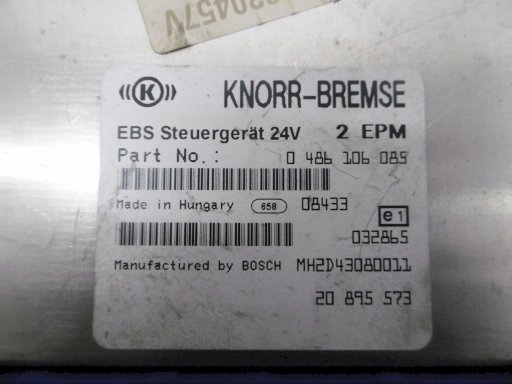 320457V
K KNORR-BREMSE
EBS Steuergerät 24V 2 EPM
Part No.: 0 486 106 085
Made in Hungary 658 08433 e1
032865
Manufactured by BOSCH MH2D43080011
20 895 573